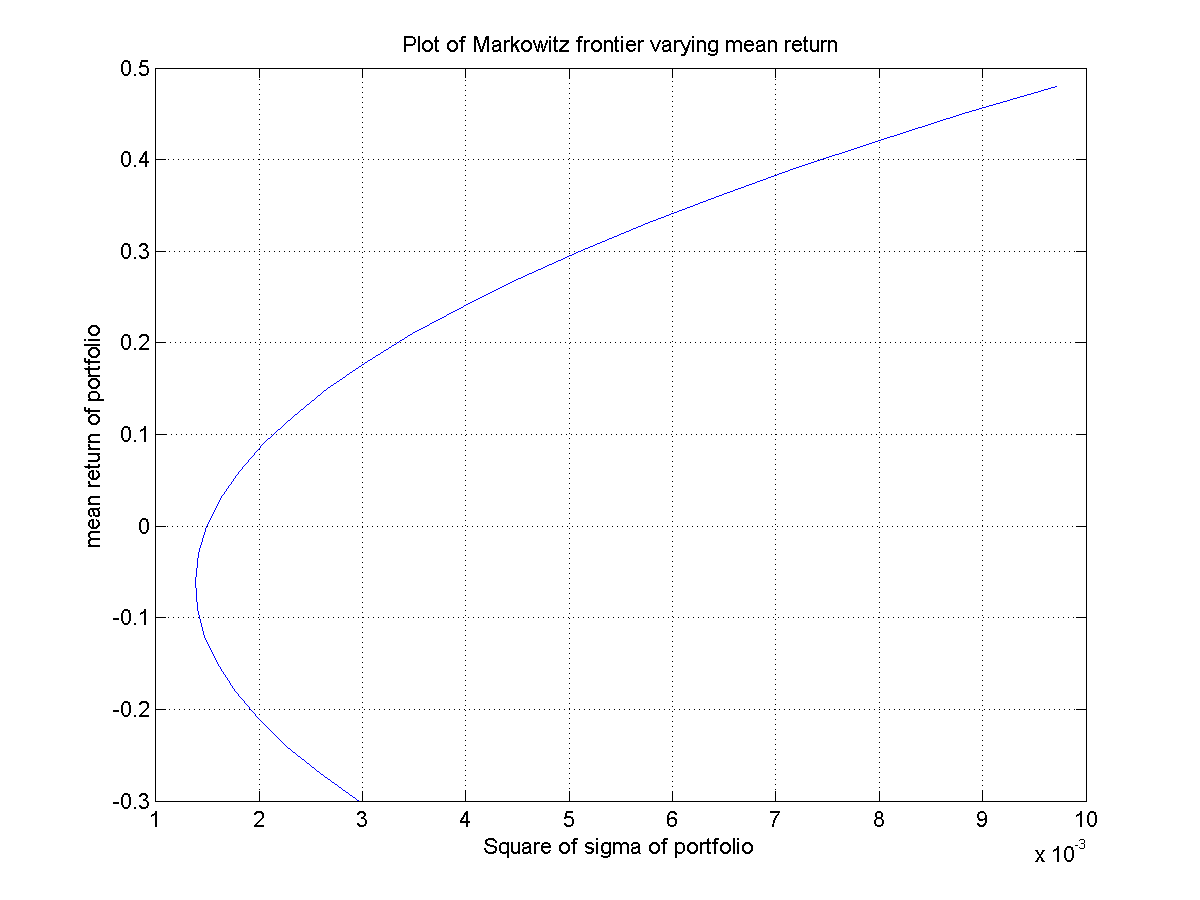 Plot of Markowitz frontier varying mean return
0.5
0.4
0.3
0.2
0.1
0
-0.1
-0.2
-0.3
mean return of portfolio
1 2 3 4 5 6 7 8 9 10
Square of sigma of portfolio
x 10-3